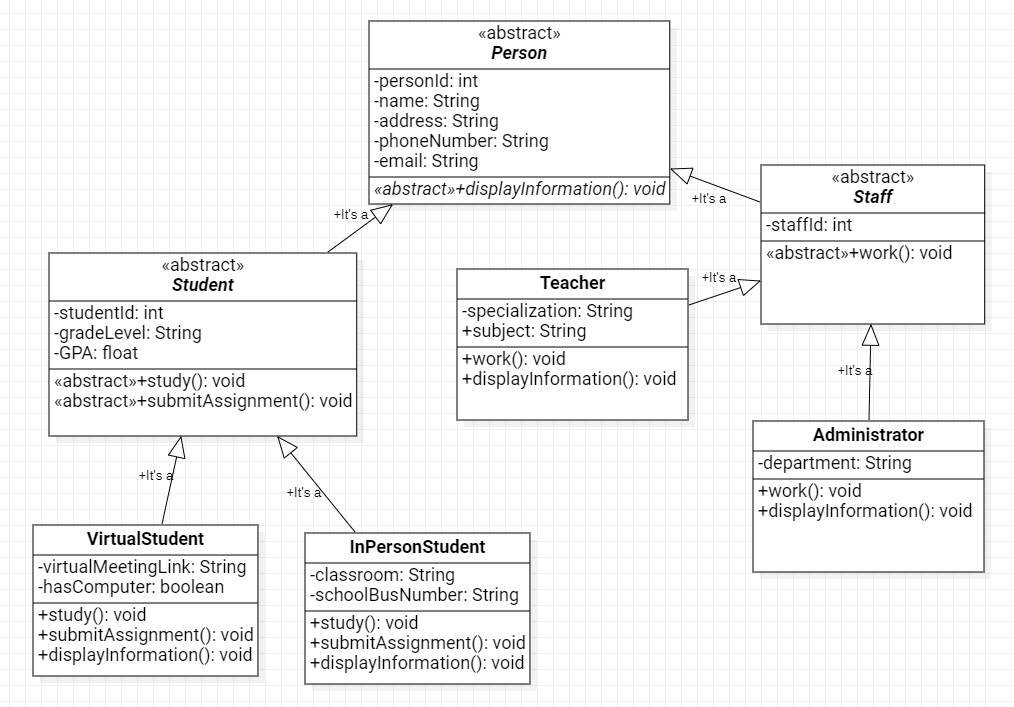 «abstract»
Person
-personId: int
-name: String
-address: String
-phoneNumber: String
-email: String
«abstract»+displayInformation(): void
+It's a
+It's a
«abstract»
Staff
-staffId: int
«abstract»+work(): void
«abstract»
Student
-studentId: int
-gradeLevel: String
-GPA: float
«abstract»+study(): void
«abstract»+submitAssignment(): void
Teacher
-specialization: String
+subject: String
+work(): void
+displayInformation(): void
+It's a
+It's a
Administrator
-department: String
+work(): void
+displayInformation(): void
+It's a
+It's a
VirtualStudent
-virtualMeetingLink: String
-hasComputer: boolean
+study(): void
+submitAssignment(): void
+displayInformation(): void
InPersonStudent
-classroom: String
-schoolBusNumber: String
+study(): void
+submitAssignment(): void
+displayInformation(): void